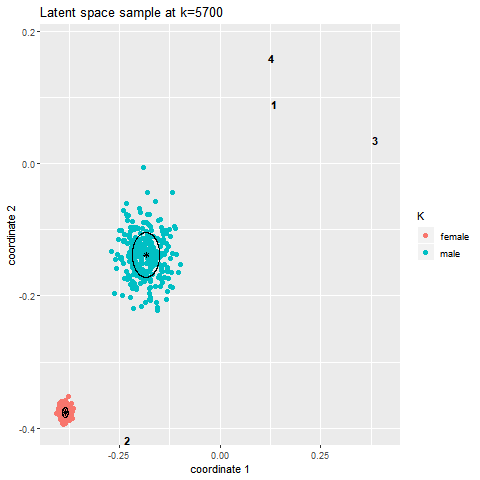 Latent space sample at k=5700
0.2
4
1
3
0.0
K
female
male
coordinate 2
-0.2
-0.4
2
-0.25
0.00
0.25
coordinate 1